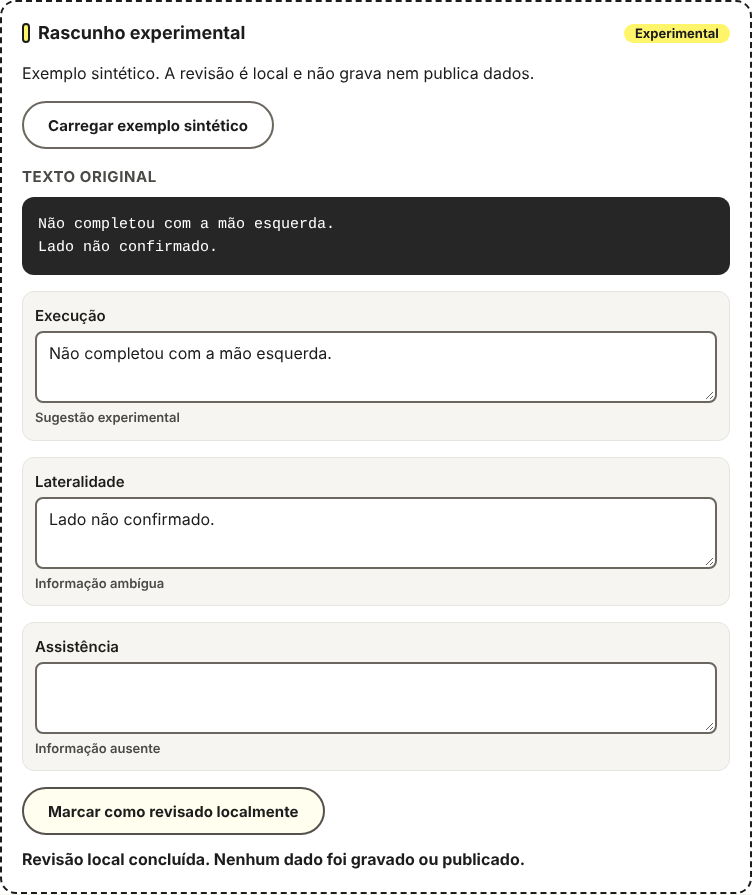 Rascunho experimental
Experimental
Exemplo sintético. A revisão é local e não grava nem publica dados.
Carregar exemplo sintético
TEXTO ORIGINAL
Não completou com a mão esquerda.
Lado não confirmado.
Execução
Não completou com a mão esquerda.
Sugestão experimental
Lateralidade
Lado não confirmado.
Informação ambígua
Assistência
Informação ausente
Marcar como revisado localmente
Revisão local concluída. Nenhum dado foi gravado ou publicado.